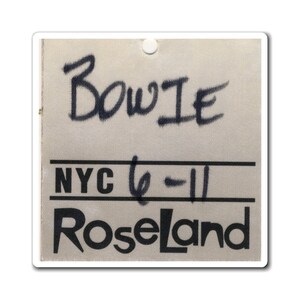 BOWIE
NYC 6-11
RoseLand